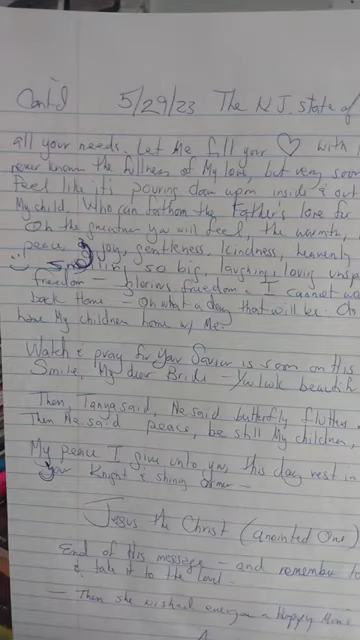 Cont'd 5/29/23 The N.J. state of
all your needs. Let Me fill your ♡ with
never known the fullness of My love, but very soon
feel like it's pouring down upon inside & out
My child. Who can fathom the Father's love for
Oh the greatness you will feel, the warmth,
peace, joy, gentleness, kindness, heavenly
smiling so big, laughing, loving
freedom — glorious freedom. I cannot
back Home — Oh what a day that will be. Oh
have My children home w/ Me.
Watch & pray for your Savior is soon on His
Smile, My dear Bride — You look
Then, Tanya said, He said butterfly
Then He said peace, be still My children,
My peace I give unto you, this day rest in
your Knight & shining armor —
Jesus the Christ (Anointed One)
End of this message — and remember to
& take it to the Lord.
— Then she wished everyone a Happy